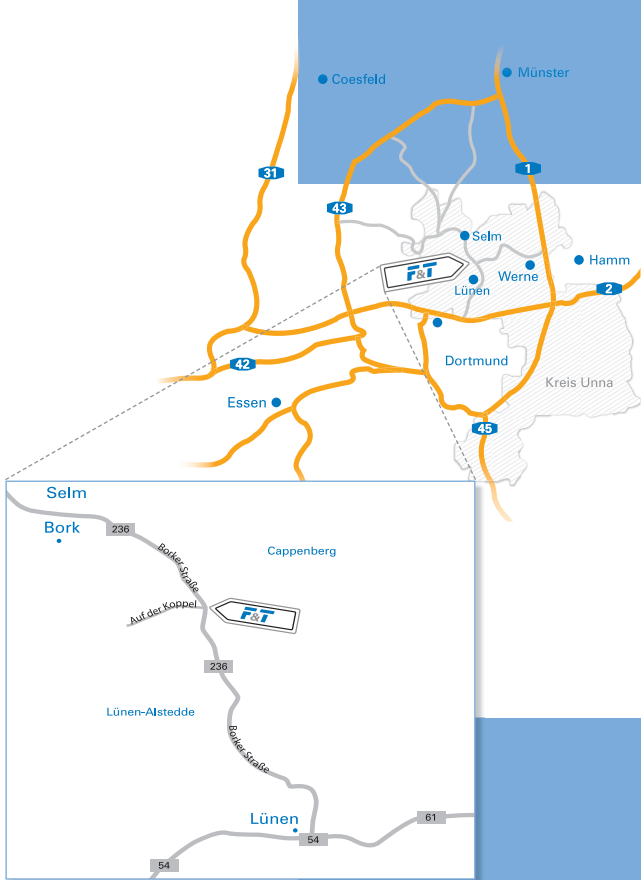 Münster
Coesfeld
31
1
43
Selm
Hamm
F&T
Werne
Lünen
2
Dortmund
42
Kreis Unna
Essen
45
Selm
Bork
236
Borker Straße
Cappenberg
Auf der Koppel
F&T
236
Lünen-Alstedde
Borker Straße
Lünen
61
54
54